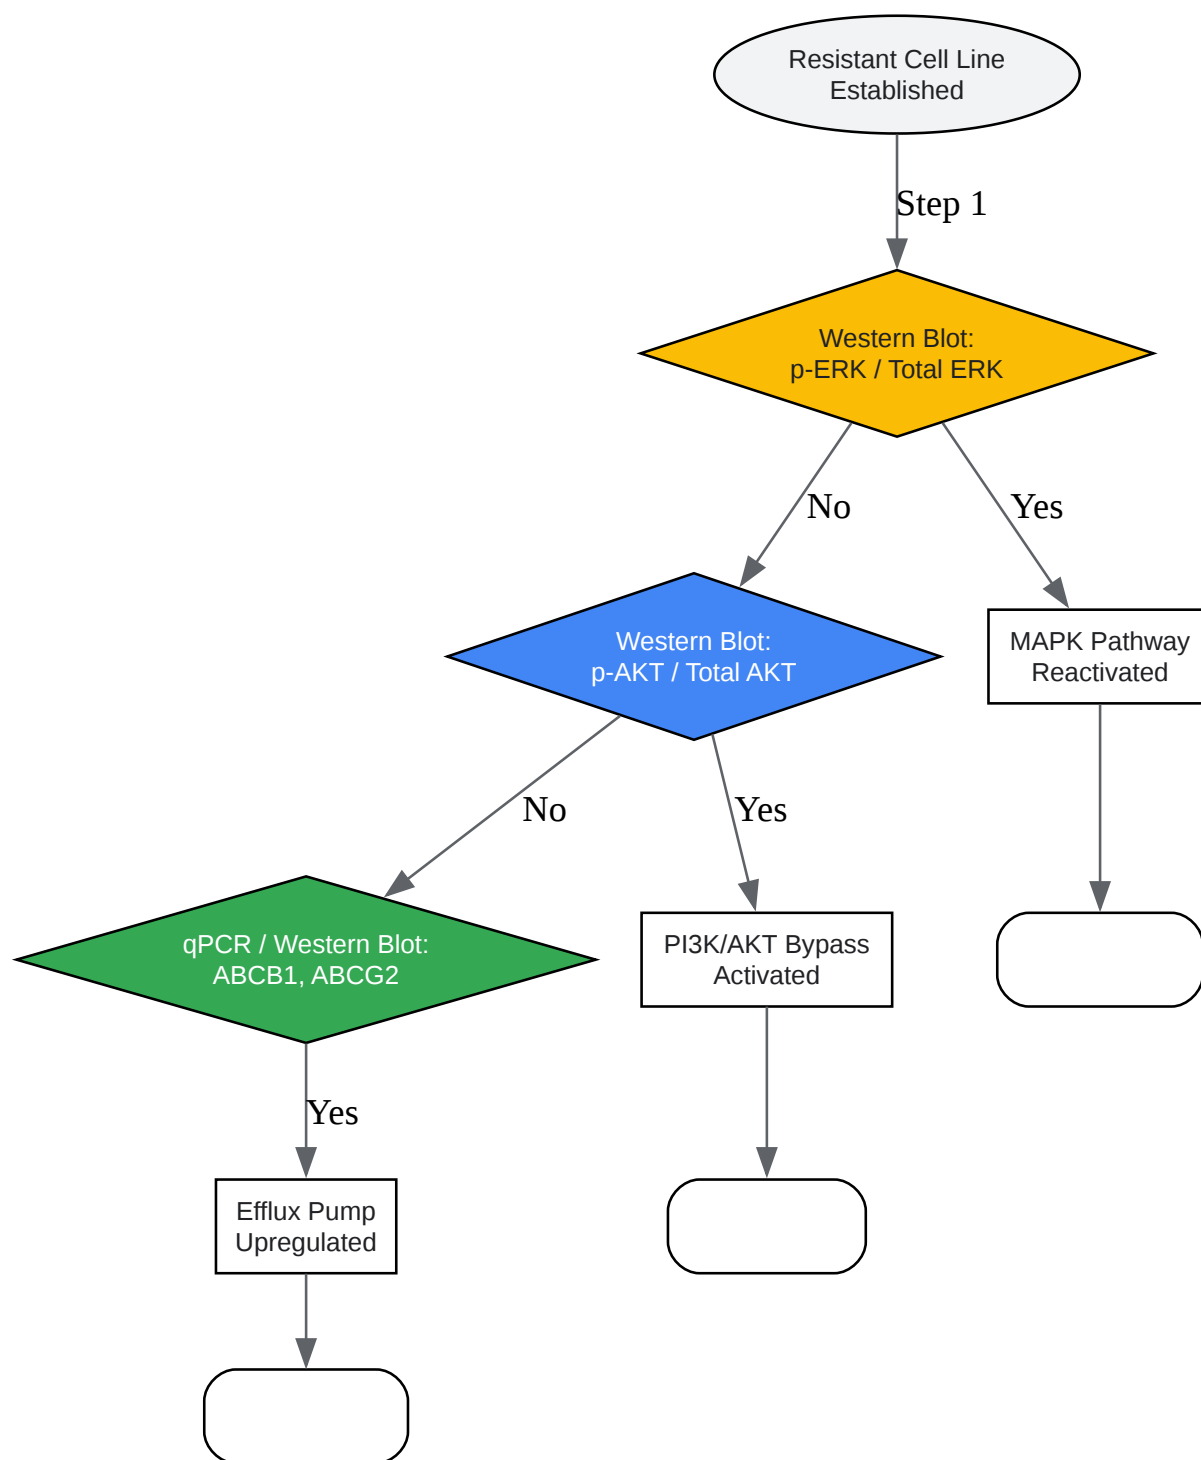 Resistant Cell Line
Established
Step 1
Western Blot:
p-ERK / Total ERK
No
Yes
Western Blot:
p-AKT / Total AKT
MAPK Pathway
Reactivated
No
Yes
qPCR / Western Blot:
ABCB1, ABCG2
PI3K/AKT Bypass
Activated
Yes
Efflux Pump
Upregulated